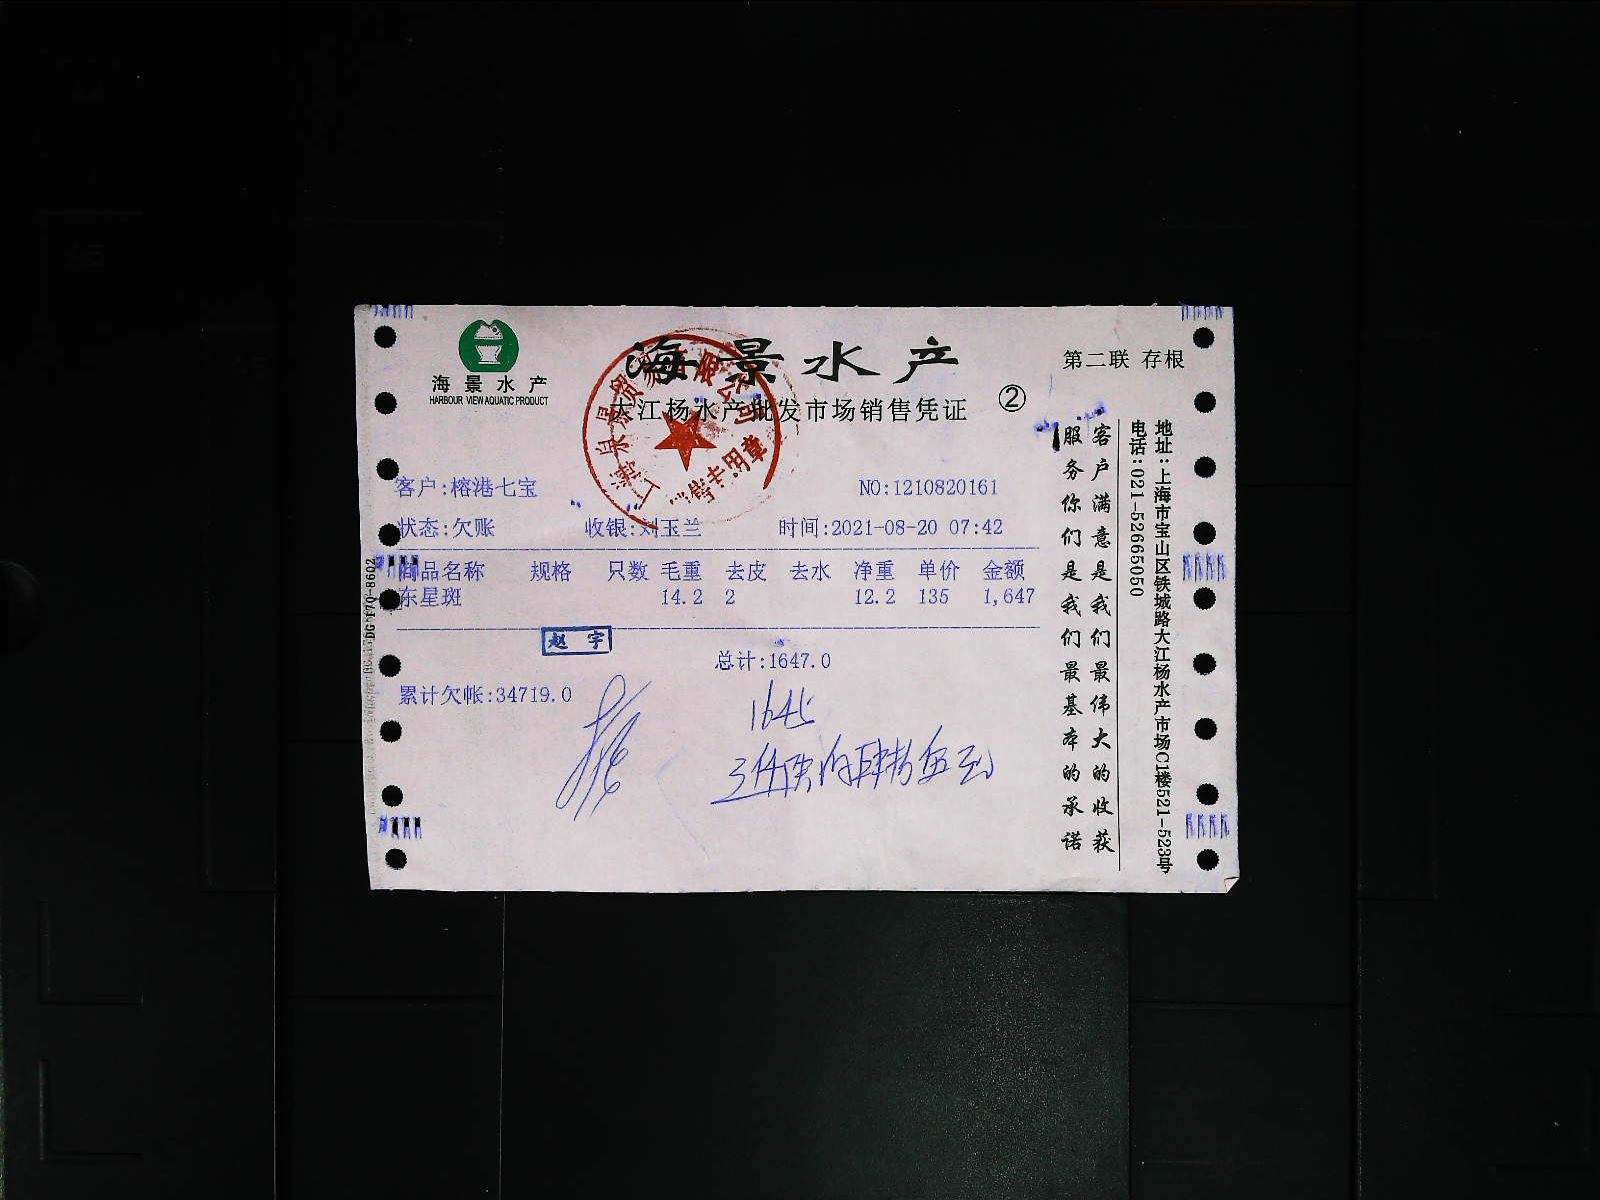 海景水产
HARBOUR VIEW AQUATIC PRODUCT
海景水产
大江杨水产批发市场销售凭证
②
第二联 存根
客户:榕港七宝
NO:1210820161
状态:欠账 收银:刘玉兰 时间:2021-08-20 07:42
商品名称 规格 只数 毛重 去皮 去水 净重 单价 金额
东星斑 14.2 2 12.2 135 1,647
赵宇
总计:1647.0
累计欠帐:34719.0
1645
客户满意是我们最伟大的收获
服务你们是我们最基本的承诺
地址:上海市宝山区铁城路大江杨水产市场C1楼521-523号
电话:021-52665050
DG170-8602